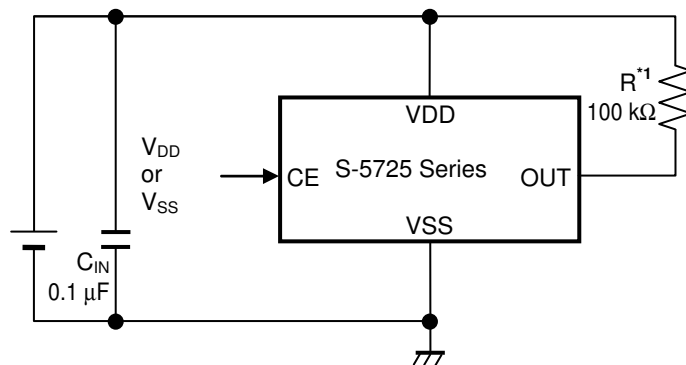 R*1
100 kΩ
VDD
VDD
or
VSS
CE
S-5725 Series
OUT
VSS
CIN
0.1 μF